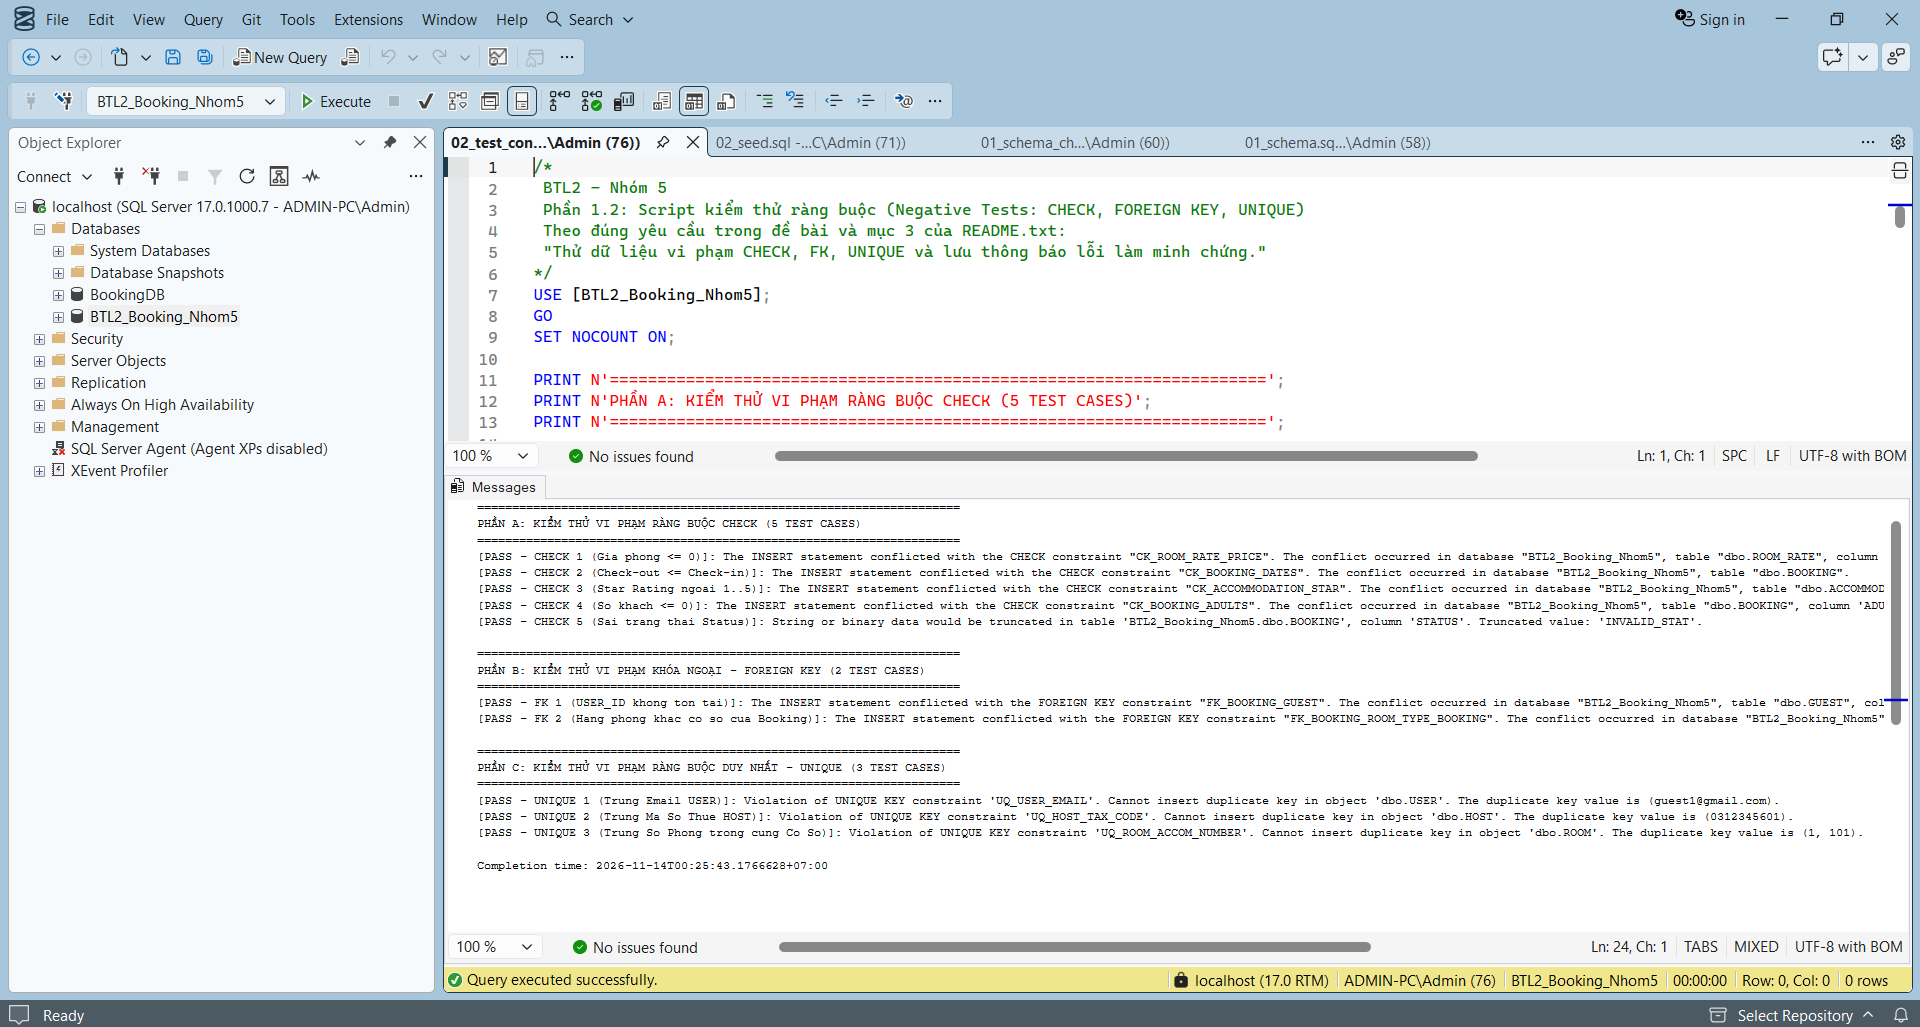 File Edit View Query Git Tools Extensions Window Help Search
Sign in
New Query
BTL2_Booking_Nhom5
Execute
Object Explorer
Connect
localhost (SQL Server 17.0.1000.7 - ADMIN-PC\Admin)
Databases
System Databases
Database Snapshots
BookingDB
BTL2_Booking_Nhom5
Security
Server Objects
Replication
Always On High Availability
Management
SQL Server Agent (Agent XPs disabled)
XEvent Profiler
02_test_con...\Admin (76)) 02_seed.sql -...C\Admin (71)) 01_schema_ch...\Admin (60)) 01_schema.sq...\Admin (58))
1 /*
2 BTL2 - Nhóm 5
3 Phần 1.2: Script kiểm thử ràng buộc (Negative Tests: CHECK, FOREIGN KEY, UNIQUE)
4 Theo đúng yêu cầu trong đề bài và mục 3 của README.txt:
5 "Thử dữ liệu vi phạm CHECK, FK, UNIQUE và lưu thông báo lỗi làm minh chứng."
6 */
7 USE [BTL2_Booking_Nhom5];
8 GO
9 SET NOCOUNT ON;
10
11 PRINT N'=====================================================================';
12 PRINT N'PHẦN A: KIỂM THỬ VI PHẠM RÀNG BUỘC CHECK (5 TEST CASES)';
13 PRINT N'=====================================================================';
100 % No issues found Ln: 1, Ch: 1 SPC LF UTF-8 with BOM
Messages
=====================================================================
PHẦN A: KIỂM THỬ VI PHẠM RÀNG BUỘC CHECK (5 TEST CASES)
=====================================================================
[PASS - CHECK 1 (Gia phong <= 0)]: The INSERT statement conflicted with the CHECK constraint "CK_ROOM_RATE_PRICE". The conflict occurred in database "BTL2_Booking_Nhom5", table "dbo.ROOM_RATE", column
[PASS - CHECK 2 (Check-out <= Check-in)]: The INSERT statement conflicted with the CHECK constraint "CK_BOOKING_DATES". The conflict occurred in database "BTL2_Booking_Nhom5", table "dbo.BOOKING".
[PASS - CHECK 3 (Star Rating ngoai 1..5)]: The INSERT statement conflicted with the CHECK constraint "CK_ACCOMMODATION_STAR". The conflict occurred in database "BTL2_Booking_Nhom5", table "dbo.ACCOMMOD
[PASS - CHECK 4 (So khach <= 0)]: The INSERT statement conflicted with the CHECK constraint "CK_BOOKING_ADULTS". The conflict occurred in database "BTL2_Booking_Nhom5", table "dbo.BOOKING", column 'ADU
[PASS - CHECK 5 (Sai trang thai Status)]: String or binary data would be truncated in table 'BTL2_Booking_Nhom5.dbo.BOOKING', column 'STATUS'. Truncated value: 'INVALID_STAT'.
=====================================================================
PHẦN B: KIỂM THỬ VI PHẠM KHÓA NGOẠI - FOREIGN KEY (2 TEST CASES)
=====================================================================
[PASS - FK 1 (USER_ID khong ton tai)]: The INSERT statement conflicted with the FOREIGN KEY constraint "FK_BOOKING_GUEST". The conflict occurred in database "BTL2_Booking_Nhom5", table "dbo.GUEST", col
[PASS - FK 2 (Hang phong khac co so cua Booking)]: The INSERT statement conflicted with the FOREIGN KEY constraint "FK_BOOKING_ROOM_TYPE_BOOKING". The conflict occurred in database "BTL2_Booking_Nhom5"
=====================================================================
PHẦN C: KIỂM THỬ VI PHẠM RÀNG BUỘC DUY NHẤT - UNIQUE (3 TEST CASES)
=====================================================================
[PASS - UNIQUE 1 (Trung Email USER)]: Violation of UNIQUE KEY constraint 'UQ_USER_EMAIL'. Cannot insert duplicate key in object 'dbo.USER'. The duplicate key value is (guest1@gmail.com).
[PASS - UNIQUE 2 (Trung Ma So Thue HOST)]: Violation of UNIQUE KEY constraint 'UQ_HOST_TAX_CODE'. Cannot insert duplicate key in object 'dbo.HOST'. The duplicate key value is (0312345601).
[PASS - UNIQUE 3 (Trung So Phong trong cung Co So)]: Violation of UNIQUE KEY constraint 'UQ_ROOM_ACCOM_NUMBER'. Cannot insert duplicate key in object 'dbo.ROOM'. The duplicate key value is (1, 101).
Completion time: 2026-11-14T00:25:43.1766628+07:00
100 % No issues found Ln: 24, Ch: 1 TABS MIXED UTF-8 with BOM
Query executed successfully. localhost (17.0 RTM) ADMIN-PC\Admin (76) BTL2_Booking_Nhom5 00:00:00 Row: 0, Col: 0 0 rows
Ready Select Repository